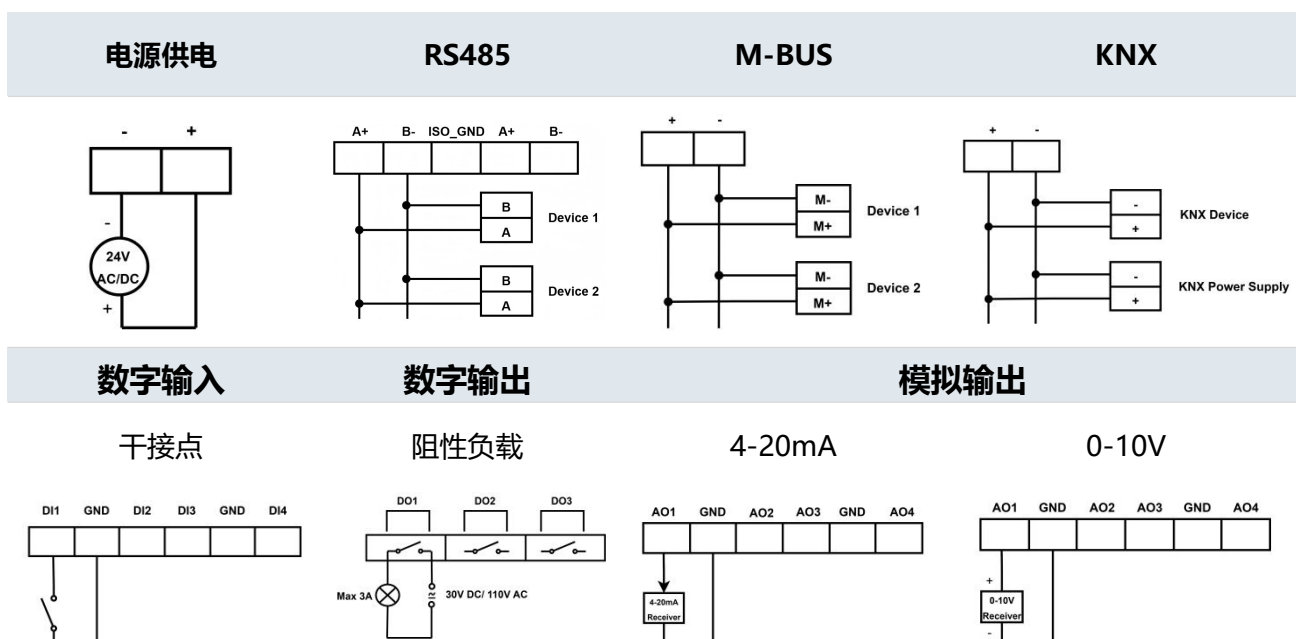 电源供电 RS485 M-BUS KNX
- +
-
24V
AC/DC
+
A+ B- ISO_GND A+ B-
B
A
Device 1
B
A
Device 2
+ -
M-
M+
Device 1
M-
M+
Device 2
+ -
-
+
KNX Device
-
+
KNX Power Supply
数字输入 数字输出 模拟输出
干接点 阻性负载 4-20mA 0-10V
DI1 GND DI2 DI3 GND DI4
DO1 DO2 DO3
Max 3A
30V DC/ 110V AC
AO1 GND AO2 AO3 GND AO4
4-20mA
Receiver
AO1 GND AO2 AO3 GND AO4
+
0-10V
Receiver
-